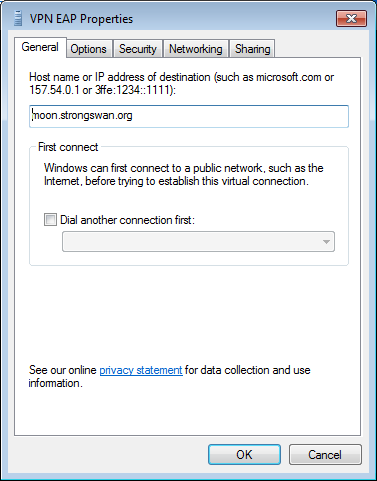 VPN EAP Properties
General Options Security Networking Sharing
Host name or IP address of destination (such as microsoft.com or
157.54.0.1 or 3ffe:1234::1111):
moon.strongswan.org
First connect
Windows can first connect to a public network, such as the
Internet, before trying to establish this virtual connection.
Dial another connection first:
See our online privacy statement for data collection and use
information.
OK Cancel